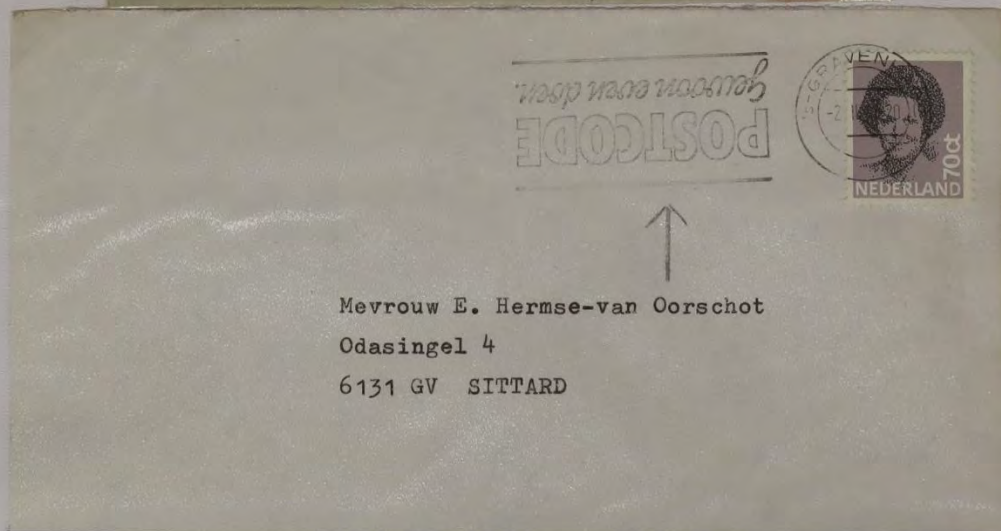 Gewoon even doen.
POSTCODE
'S-GRAVEN
70ct
NEDERLAND
Mevrouw E. Hermse-van Oorschot
Odasingel 4
6131 GV SITTARD